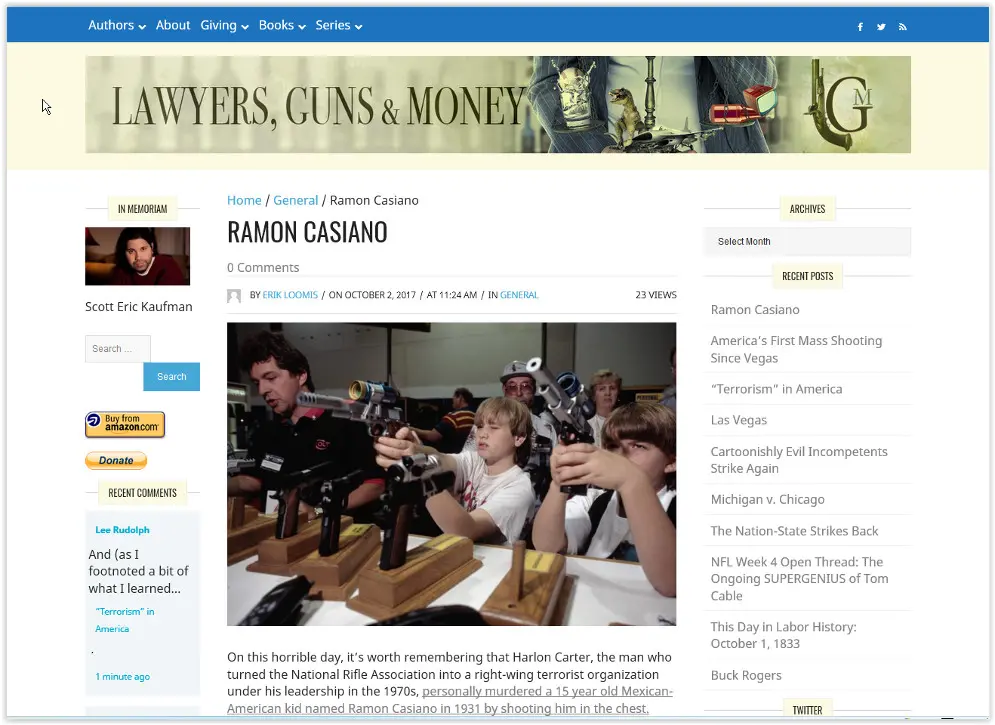 Authors About Giving Books Series
LAWYERS, GUNS & MONEY
LGM
IN MEMORIAM
Scott Eric Kaufman
Search ...
Search
Buy from
amazon.com
Donate
RECENT COMMENTS
Lee Rudolph
And (as I
footnoted a bit of
what I learned...
"Terrorism" in
America
.
1 minute ago
Home / General / Ramon Casiano
RAMON CASIANO
0 Comments
BY ERIK LOOMIS / ON OCTOBER 2, 2017 / AT 11:24 AM / IN GENERAL
23 VIEWS
On this horrible day, it's worth remembering that Harlon Carter, the man who
turned the National Rifle Association into a right-wing terrorist organization
under his leadership in the 1970s, personally murdered a 15 year old Mexican-
American kid named Ramon Casiano in 1931 by shooting him in the chest.
ARCHIVES
Select Month
RECENT POSTS
Ramon Casiano
America's First Mass Shooting
Since Vegas
"Terrorism" in America
Las Vegas
Cartoonishly Evil Incompetents
Strike Again
Michigan v. Chicago
The Nation-State Strikes Back
NFL Week 4 Open Thread: The
Ongoing SUPERGENIUS of Tom
Cable
This Day in Labor History:
October 1, 1833
Buck Rogers
TWITTER